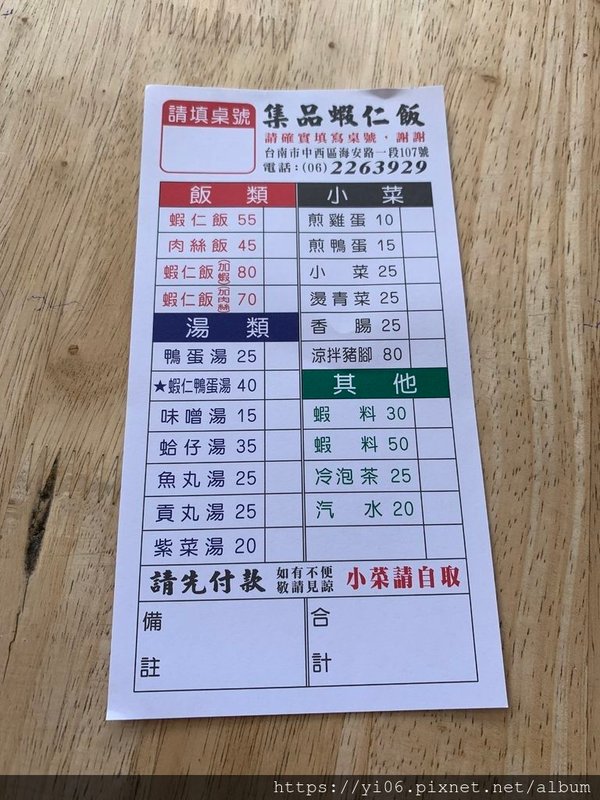 請填桌號
集品蝦仁飯
請確實填寫桌號,謝謝
台南市中西區海安路一段107號
電話:(06)2263929
飯類
蝦仁飯 55
肉絲飯 45
蝦仁飯(加蝦) 80
蝦仁飯(加肉絲) 70
湯類
鴨蛋湯 25
★蝦仁鴨蛋湯 40
味噌湯 15
蛤仔湯 35
魚丸湯 25
貢丸湯 25
紫菜湯 20
小菜
煎雞蛋 10
煎鴨蛋 15
小菜 25
燙青菜 25
香腸 25
涼拌豬腳 80
其他
蝦料 30
蝦料 50
冷泡茶 25
汽水 20
請先付款
如有不便
敬請見諒
小菜請自取
備註
合計
https://yi06.pixnet.net/album